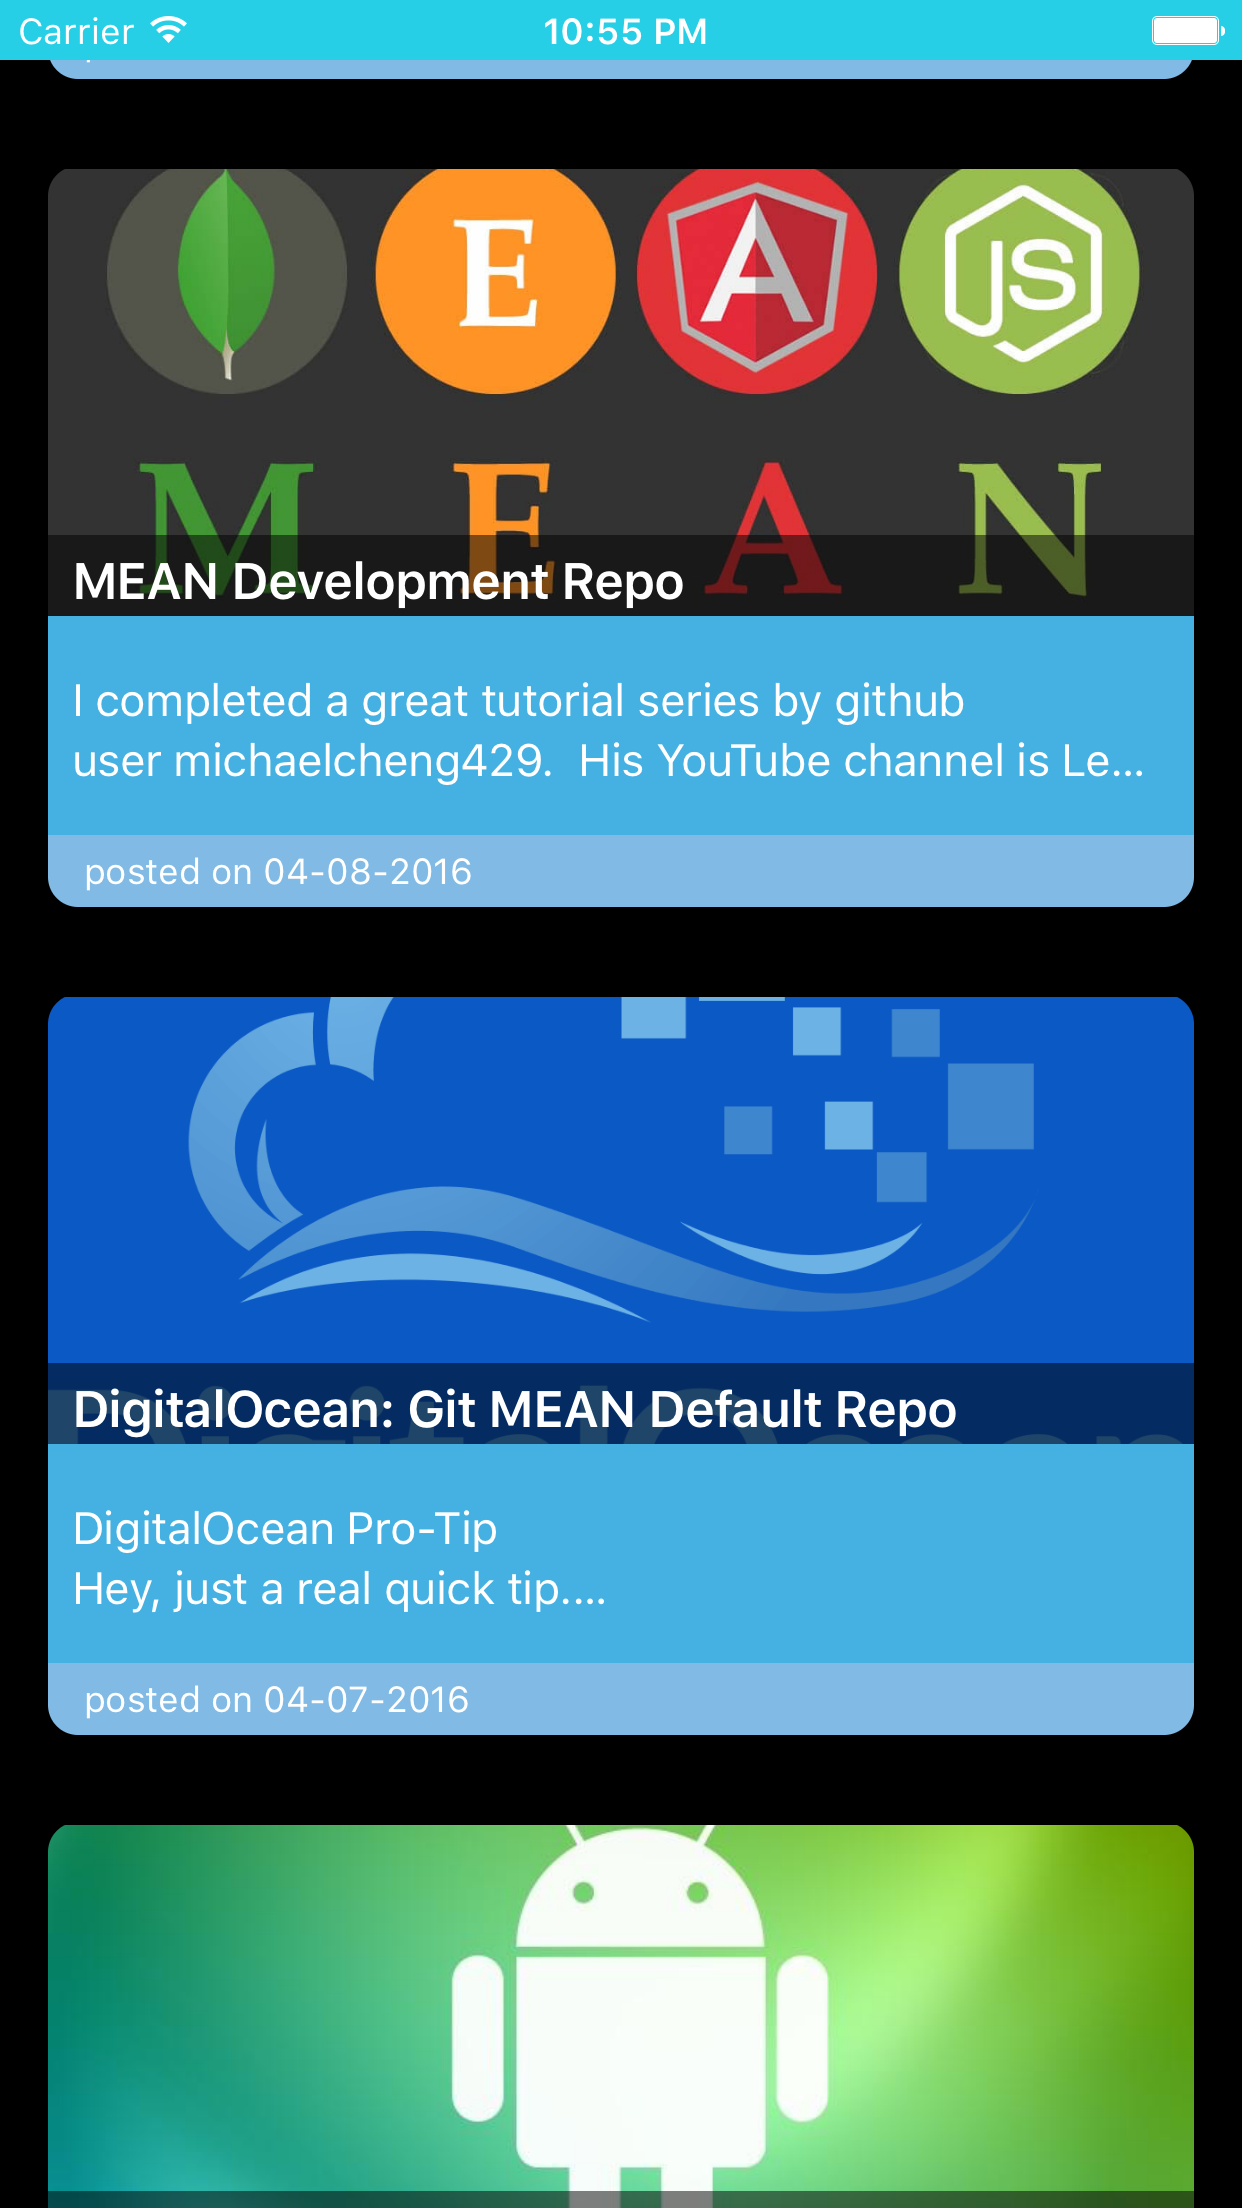 Carrier 10:55 PM
E A JS
M E A N
MEAN Development Repo
I completed a great tutorial series by github
user michaelcheng429.  His YouTube channel is Le...
posted on 04-08-2016
DigitalOcean: Git MEAN Default Repo
DigitalOcean Pro-Tip
Hey, just a real quick tip....
posted on 04-07-2016